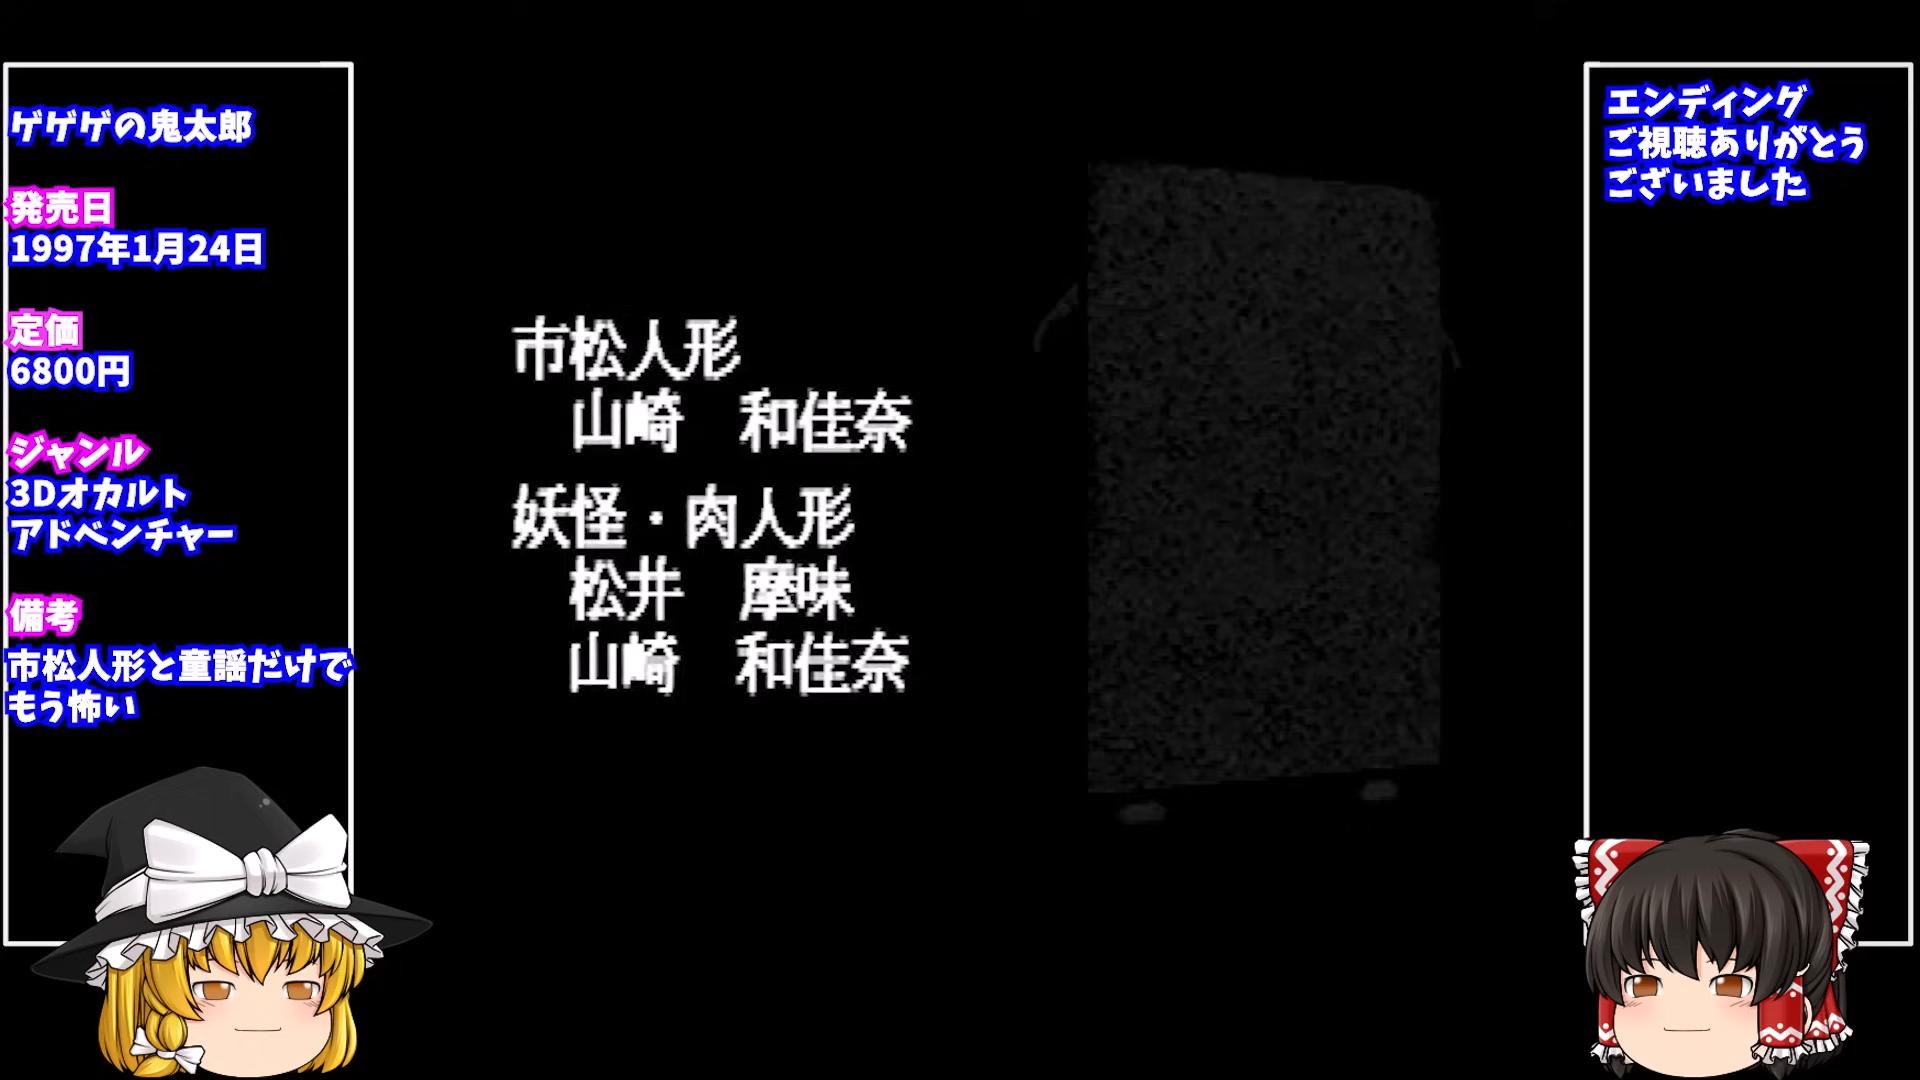 ゲゲゲの鬼太郎
発売日
1997年1月24日
定価
6800円
ジャンル
3Dオカルト
アドベンチャー
備考
市松人形と童謡だけで
もう怖い
市松人形
山崎　和佳奈
妖怪・肉人形
松井　摩味
山崎　和佳奈
エンディング
ご視聴ありがとう
ございました